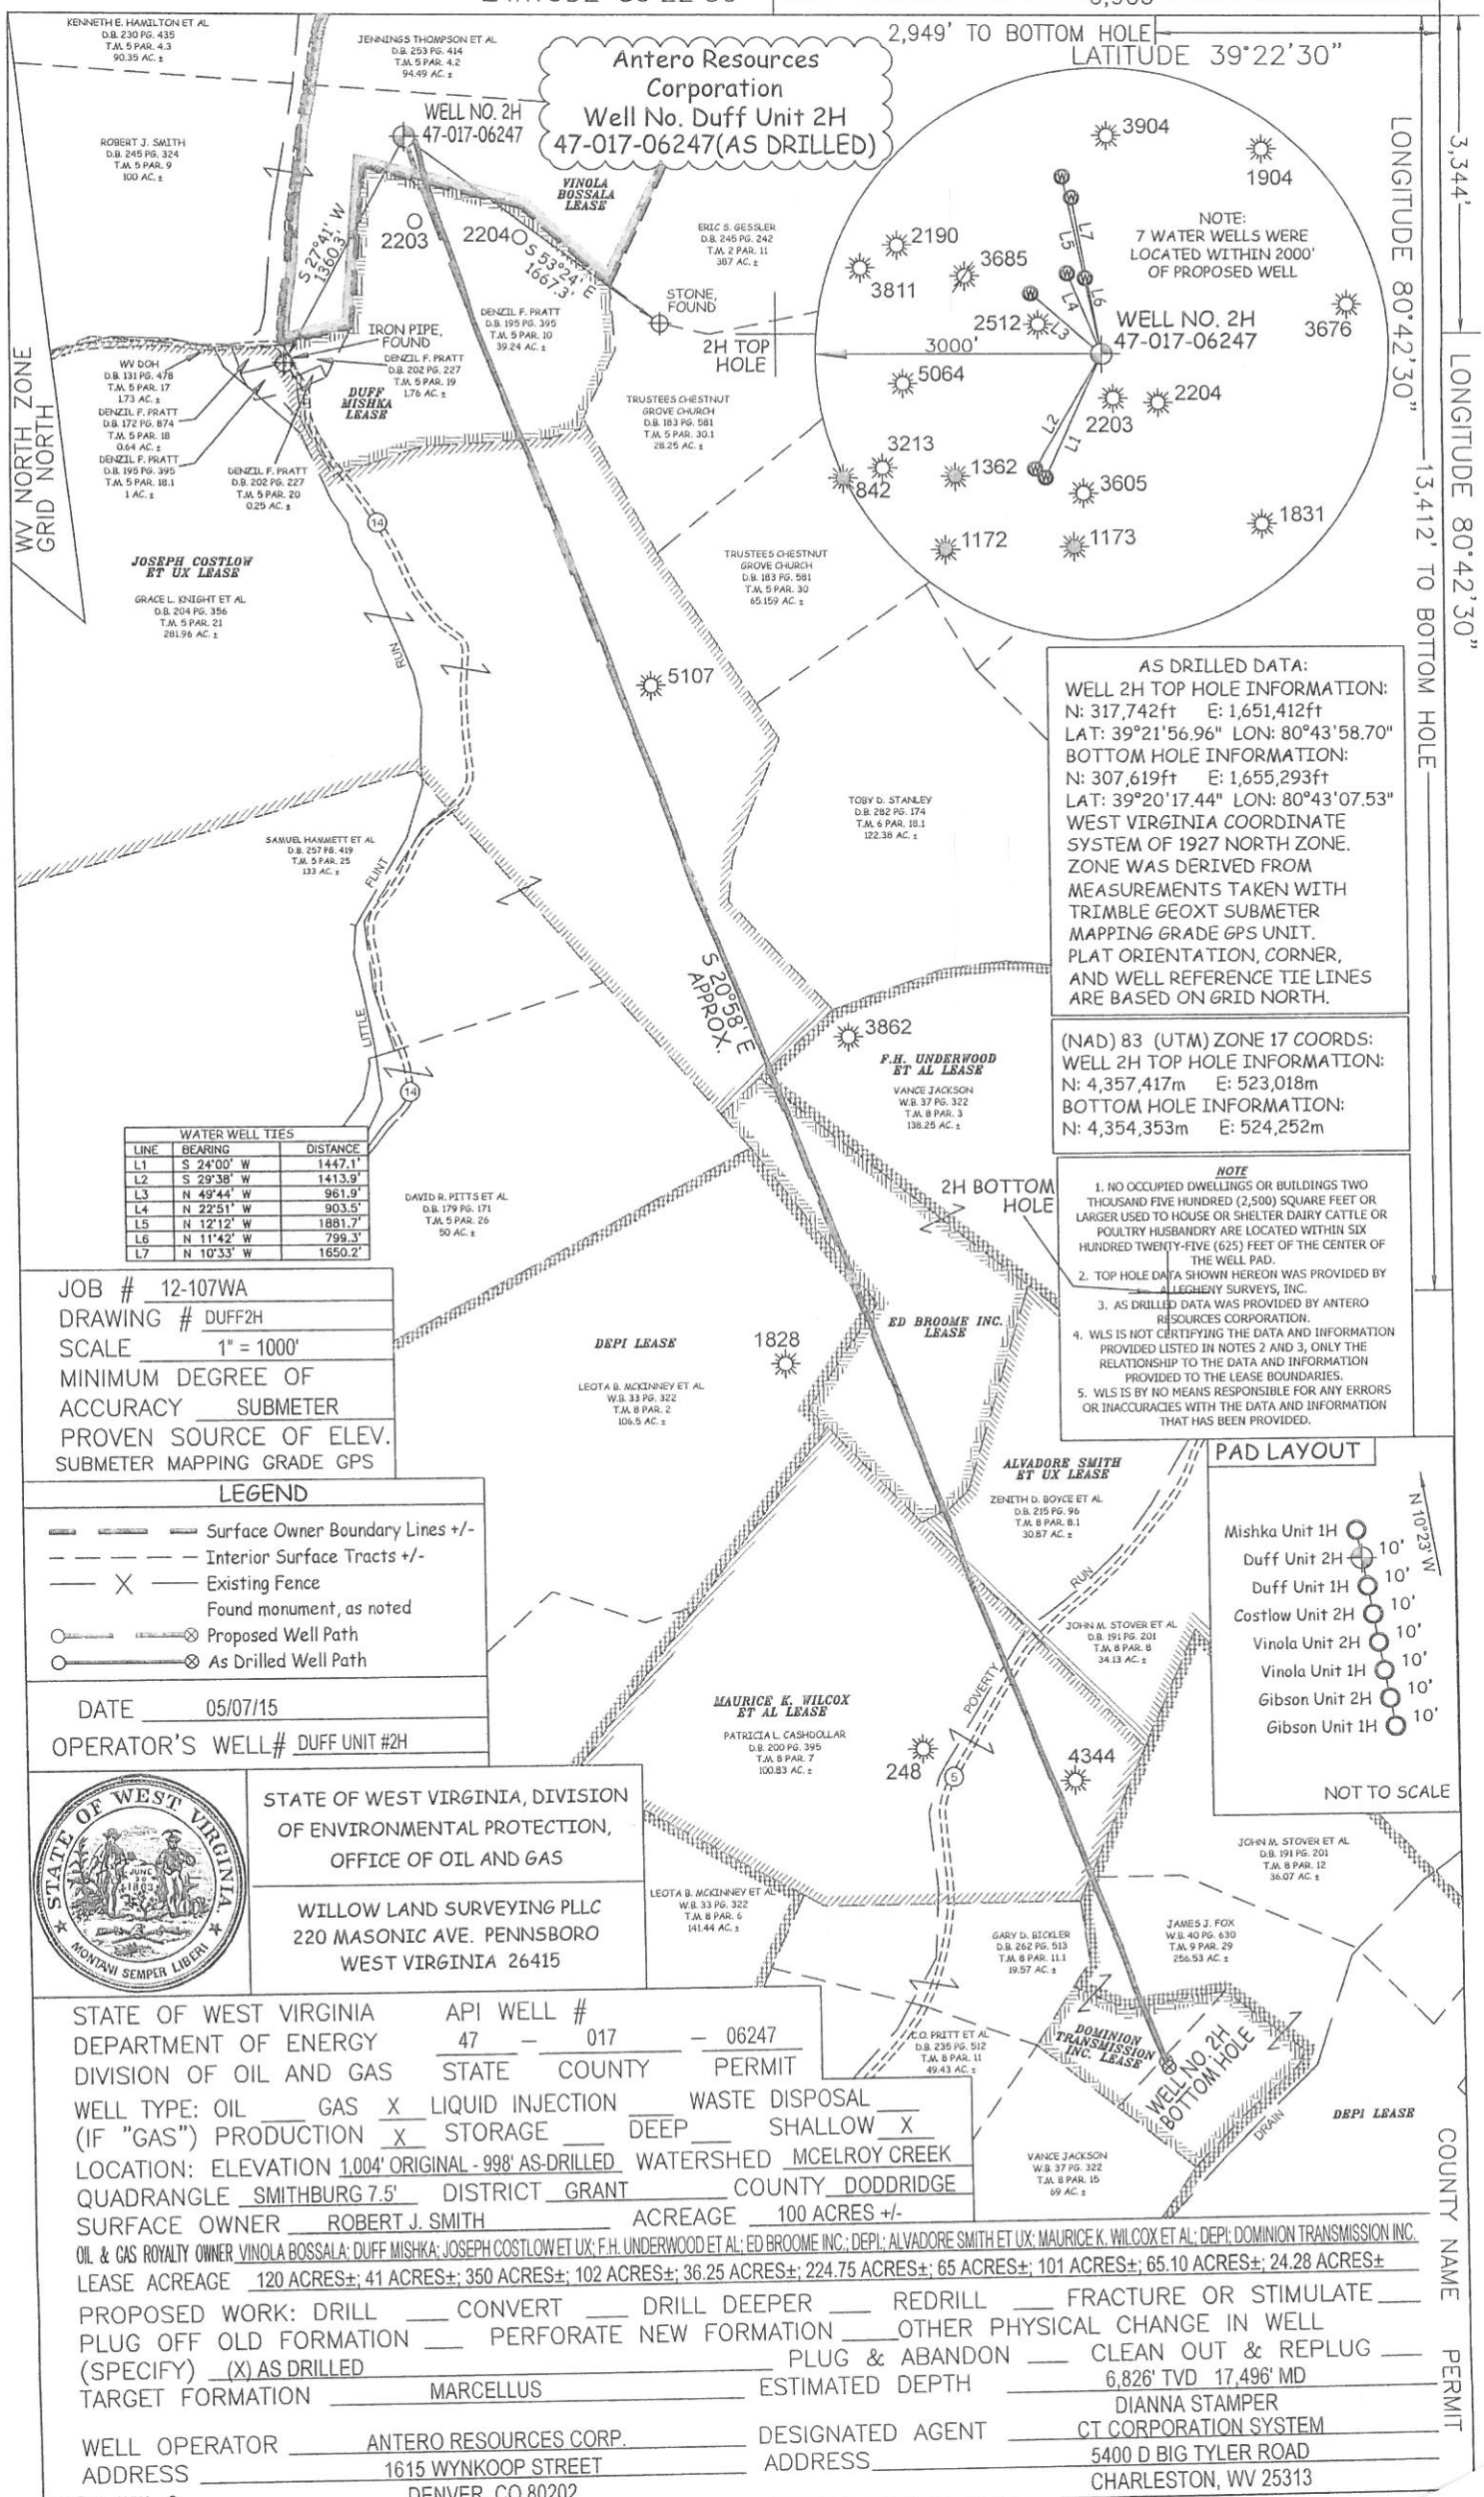 2,949' TO BOTTOM HOLE
LATITUDE 39°22'30"
3,344'
LONGITUDE 80°42'30"
13,412' TO BOTTOM HOLE
LONGITUDE 80°42'30"
Antero Resources
Corporation
Well No. Duff Unit 2H
47-017-06247(AS DRILLED)
KENNETH E. HAMILTON ET AL
D.B. 230 PG. 435
T.M. 5 PAR. 4.3
90.35 AC. ±
JENNINGS THOMPSON ET AL
D.B. 253 PG. 414
T.M. 5 PAR. 4.2
94.49 AC. ±
WELL NO. 2H
47-017-06247
ROBERT J. SMITH
D.B. 245 PG. 324
T.M. 5 PAR. 9
100 AC. ±
VINOLA
BOSSALA
LEASE
S 27°41' W
1360.3'
2203
2204
S 53°24' E
1667.3'
ERIC S. GESSLER
D.B. 245 PG. 242
T.M. 2 PAR. 11
387 AC. ±
STONE,
FOUND
2H TOP
HOLE
DENZIL F. PRATT
D.B. 195 PG. 395
T.M. 5 PAR. 10
39.24 AC. ±
IRON PIPE,
FOUND
DENZIL F. PRATT
D.B. 202 PG. 227
T.M. 5 PAR. 19
1.76 AC. ±
DUFF
MISHKA
LEASE
WV DOH
D.B. 131 PG. 478
T.M. 5 PAR. 17
1.73 AC. ±
DENZIL F. PRATT
D.B. 172 PG. 874
T.M. 5 PAR. 18
0.64 AC. ±
DENZIL F. PRATT
D.B. 195 PG. 395
T.M. 5 PAR. 18.1
1 AC. ±
DENZIL F. PRATT
D.B. 202 PG. 227
T.M. 5 PAR. 20
0.25 AC. ±
WV NORTH ZONE
GRID NORTH
TRUSTEES CHESTNUT
GROVE CHURCH
D.B. 183 PG. 581
T.M. 5 PAR. 30.1
28.25 AC. ±
3904
1904
NOTE:
7 WATER WELLS WERE
LOCATED WITHIN 2000'
OF PROPOSED WELL
2190
3811
3685
2512
3676
W
W
W
W
W
L5
L7
L4
L6
L3
WELL NO. 2H
47-017-06247
3000'
5064
2203
2204
L2
L1
W
W
3213
842
1362
3605
1831
1172
1173
14
JOSEPH COSTLOW
ET UX LEASE
GRACE L. KNIGHT ET AL
D.B. 204 PG. 356
T.M. 5 PAR. 21
281.96 AC. ±
RUN
TRUSTEES CHESTNUT
GROVE CHURCH
D.B. 183 PG. 581
T.M. 5 PAR. 30
65.159 AC. ±
5107
AS DRILLED DATA:
WELL 2H TOP HOLE INFORMATION:
N: 317,742ft E: 1,651,412ft
LAT: 39°21'56.96" LON: 80°43'58.70"
BOTTOM HOLE INFORMATION:
N: 307,619ft E: 1,655,293ft
LAT: 39°20'17.44" LON: 80°43'07.53"
WEST VIRGINIA COORDINATE
SYSTEM OF 1927 NORTH ZONE.
ZONE WAS DERIVED FROM
MEASUREMENTS TAKEN WITH
TRIMBLE GEOXT SUBMETER
MAPPING GRADE GPS UNIT.
PLAT ORIENTATION, CORNER,
AND WELL REFERENCE TIE LINES
ARE BASED ON GRID NORTH.
TOBY D. STANLEY
D.B. 282 PG. 174
T.M. 6 PAR. 18.1
122.38 AC. ±
SAMUEL HAMMETT ET AL
D.B. 257 PG. 419
T.M. 5 PAR. 25
133 AC. ±
FLINT
LITTLE
14
S 20°58' E
APPROX.
3862
F.H. UNDERWOOD
ET AL LEASE
VANCE JACKSON
W.B. 37 PG. 322
T.M. 8 PAR. 3
138.25 AC. ±
(NAD) 83 (UTM) ZONE 17 COORDS:
WELL 2H TOP HOLE INFORMATION:
N: 4,357,417m E: 523,018m
BOTTOM HOLE INFORMATION:
N: 4,354,353m E: 524,252m
WATER WELL TIES
LINE BEARING DISTANCE
L1 S 24°00' W 1447.1'
L2 S 29°38' W 1413.9'
L3 N 49°44' W 961.9'
L4 N 22°51' W 903.5'
L5 N 12°12' W 1881.7'
L6 N 11°42' W 799.3'
L7 N 10°33' W 1650.2'
DAVID R. PITTS ET AL
D.B. 179 PG. 171
T.M. 5 PAR. 26
50 AC. ±
2H BOTTOM
HOLE
NOTE
1. NO OCCUPIED DWELLINGS OR BUILDINGS TWO
THOUSAND FIVE HUNDRED (2,500) SQUARE FEET OR
LARGER USED TO HOUSE OR SHELTER DAIRY CATTLE OR
POULTRY HUSBANDRY ARE LOCATED WITHIN SIX
HUNDRED TWENTY-FIVE (625) FEET OF THE CENTER OF
THE WELL PAD.
2. TOP HOLE DATA SHOWN HEREON WAS PROVIDED BY
ALLEGHENY SURVEYS, INC.
3. AS DRILLED DATA WAS PROVIDED BY ANTERO
RESOURCES CORPORATION.
4. WLS IS NOT CERTIFYING THE DATA AND INFORMATION
PROVIDED LISTED IN NOTES 2 AND 3, ONLY THE
RELATIONSHIP TO THE DATA AND INFORMATION
PROVIDED TO THE LEASE BOUNDARIES.
5. WLS IS BY NO MEANS RESPONSIBLE FOR ANY ERRORS
OR INACCURACIES WITH THE DATA AND INFORMATION
THAT HAS BEEN PROVIDED.
JOB # 12-107WA
DRAWING # DUFF2H
SCALE 1" = 1000'
MINIMUM DEGREE OF
ACCURACY SUBMETER
PROVEN SOURCE OF ELEV.
SUBMETER MAPPING GRADE GPS
DEPI LEASE
1828
LEOTA B. MCKINNEY ET AL
W.B. 33 PG. 322
T.M. 8 PAR. 2
106.5 AC. ±
ED BROOME INC.
LEASE
ALVADORE SMITH
ET UX LEASE
ZENITH D. BOYCE ET AL
D.B. 215 PG. 96
T.M. 8 PAR. 8.1
30.87 AC. ±
LEGEND
Surface Owner Boundary Lines +/-
Interior Surface Tracts +/-
X Existing Fence
Found monument, as noted
Proposed Well Path
As Drilled Well Path
PAD LAYOUT
N 10°23' W
Mishka Unit 1H
10'
Duff Unit 2H
10'
Duff Unit 1H
10'
Costlow Unit 2H
10'
Vinola Unit 2H
10'
Vinola Unit 1H
10'
Gibson Unit 2H
10'
Gibson Unit 1H
NOT TO SCALE
RUN
POVERTY
JOHN M. STOVER ET AL
D.B. 191 PG. 201
T.M. 8 PAR. 8
34.13 AC. ±
DATE 05/07/15
OPERATOR'S WELL# DUFF UNIT #2H
MAURICE K. WILCOX
ET AL LEASE
PATRICIA L. CASHDOLLAR
D.B. 200 PG. 395
T.M. 8 PAR. 7
100.83 AC. ±
248
5
4344
STATE OF WEST VIRGINIA.
JUNE
20
1863
MONTANI SEMPER LIBERI
STATE OF WEST VIRGINIA, DIVISION
OF ENVIRONMENTAL PROTECTION,
OFFICE OF OIL AND GAS
WILLOW LAND SURVEYING PLLC
220 MASONIC AVE. PENNSBORO
WEST VIRGINIA 26415
JOHN M. STOVER ET AL
D.B. 191 PG. 201
T.M. 8 PAR. 12
36.07 AC. ±
LEOTA B. MCKINNEY ET AL
W.B. 33 PG. 322
T.M. 8 PAR. 6
141.44 AC. ±
GARY D. BICKLER
D.B. 262 PG. 513
T.M. 8 PAR. 11.1
19.57 AC. ±
JAMES J. FOX
W.B. 40 PG. 630
T.M. 9 PAR. 29
256.53 AC. ±
C.O. PRITT ET AL
D.B. 235 PG. 512
T.M. 8 PAR. 11
49.43 AC. ±
DOMINION
TRANSMISSION
INC. LEASE
WELL NO. 2H
BOTTOM HOLE
DRAIN
DEPI LEASE
VANCE JACKSON
W.B. 37 PG. 322
T.M. 8 PAR. 15
69 AC. ±
STATE OF WEST VIRGINIA
DEPARTMENT OF ENERGY
DIVISION OF OIL AND GAS
API WELL #
47 - 017 - 06247
STATE COUNTY PERMIT
WELL TYPE: OIL ___ GAS X LIQUID INJECTION ___ WASTE DISPOSAL ___
(IF "GAS") PRODUCTION X STORAGE ___ DEEP ___ SHALLOW X
LOCATION: ELEVATION 1,004' ORIGINAL - 998' AS-DRILLED WATERSHED MCELROY CREEK
QUADRANGLE SMITHBURG 7.5' DISTRICT GRANT COUNTY DODDRIDGE
SURFACE OWNER ROBERT J. SMITH ACREAGE 100 ACRES +/-
OIL & GAS ROYALTY OWNER VINOLA BOSSALA; DUFF MISHKA; JOSEPH COSTLOW ET UX; F.H. UNDERWOOD ET AL; ED BROOME INC.; DEPI.; ALVADORE SMITH ET UX; MAURICE K. WILCOX ET AL; DEPI; DOMINION TRANSMISSION INC.
LEASE ACREAGE 120 ACRES±; 41 ACRES±; 350 ACRES±; 102 ACRES±; 36.25 ACRES±; 224.75 ACRES±; 65 ACRES±; 101 ACRES±; 65.10 ACRES±; 24.28 ACRES±
PROPOSED WORK: DRILL ___ CONVERT ___ DRILL DEEPER ___ REDRILL ___ FRACTURE OR STIMULATE ___
PLUG OFF OLD FORMATION ___ PERFORATE NEW FORMATION ___ OTHER PHYSICAL CHANGE IN WELL
(SPECIFY) (X) AS DRILLED PLUG & ABANDON ___ CLEAN OUT & REPLUG ___
TARGET FORMATION MARCELLUS ESTIMATED DEPTH 6,826' TVD 17,496' MD
WELL OPERATOR ANTERO RESOURCES CORP. DESIGNATED AGENT DIANNA STAMPER
CT CORPORATION SYSTEM
ADDRESS 1615 WYNKOOP STREET ADDRESS 5400 D BIG TYLER ROAD
DENVER, CO 80202 CHARLESTON, WV 25313
COUNTY NAME
PERMIT